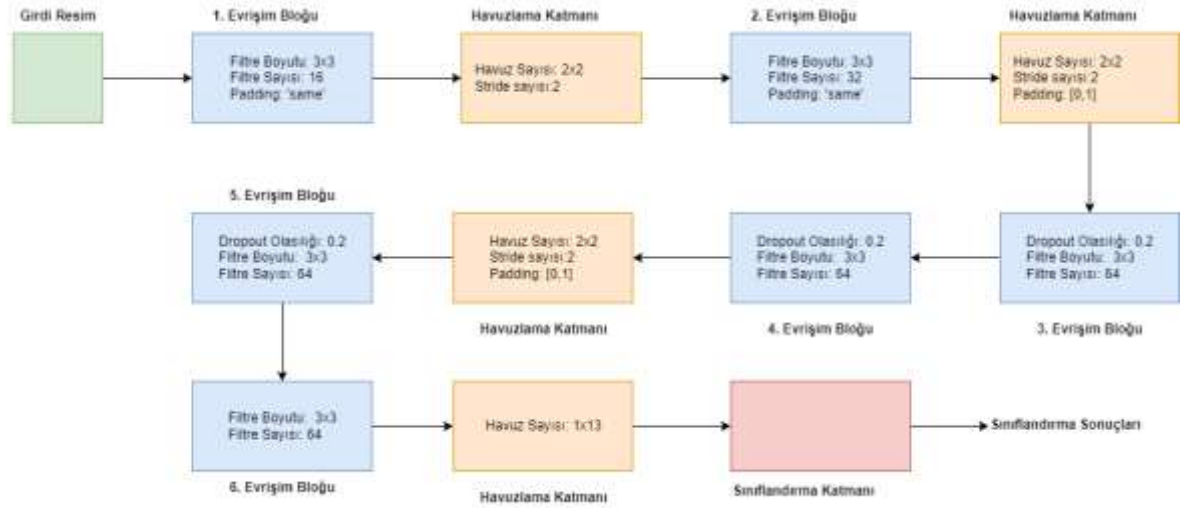 Girdi Resim
1. Evrişim Bloğu
Filtre Boyutu: 3x3
Filtre Sayısı: 16
Padding: 'same'
Havuzlama Katmanı
Havuz Sayısı: 2x2
Stride sayısı:2
2. Evrişim Bloğu
Filtre Boyutu: 3x3
Filtre Sayısı: 32
Padding: 'same'
Havuzlama Katmanı
Havuz Sayısı: 2x2
Stride sayısı:2
Padding: [0,1]
Dropout Olasılığı: 0.2
Filtre Boyutu: 3x3
Filtre Sayısı: 64
3. Evrişim Bloğu
Dropout Olasılığı: 0.2
Filtre Boyutu: 3x3
Filtre Sayısı: 64
4. Evrişim Bloğu
Havuz Sayısı: 2x2
Stride sayısı:2
Padding: [0,1]
Havuzlama Katmanı
5. Evrişim Bloğu
Dropout Olasılığı: 0.2
Filtre Boyutu: 3x3
Filtre Sayısı: 64
Filtre Boyutu: 3x3
Filtre Sayısı: 64
6. Evrişim Bloğu
Havuz Sayısı: 1x13
Havuzlama Katmanı
Sınıflandırma Katmanı
Sınıflandırma Sonuçları